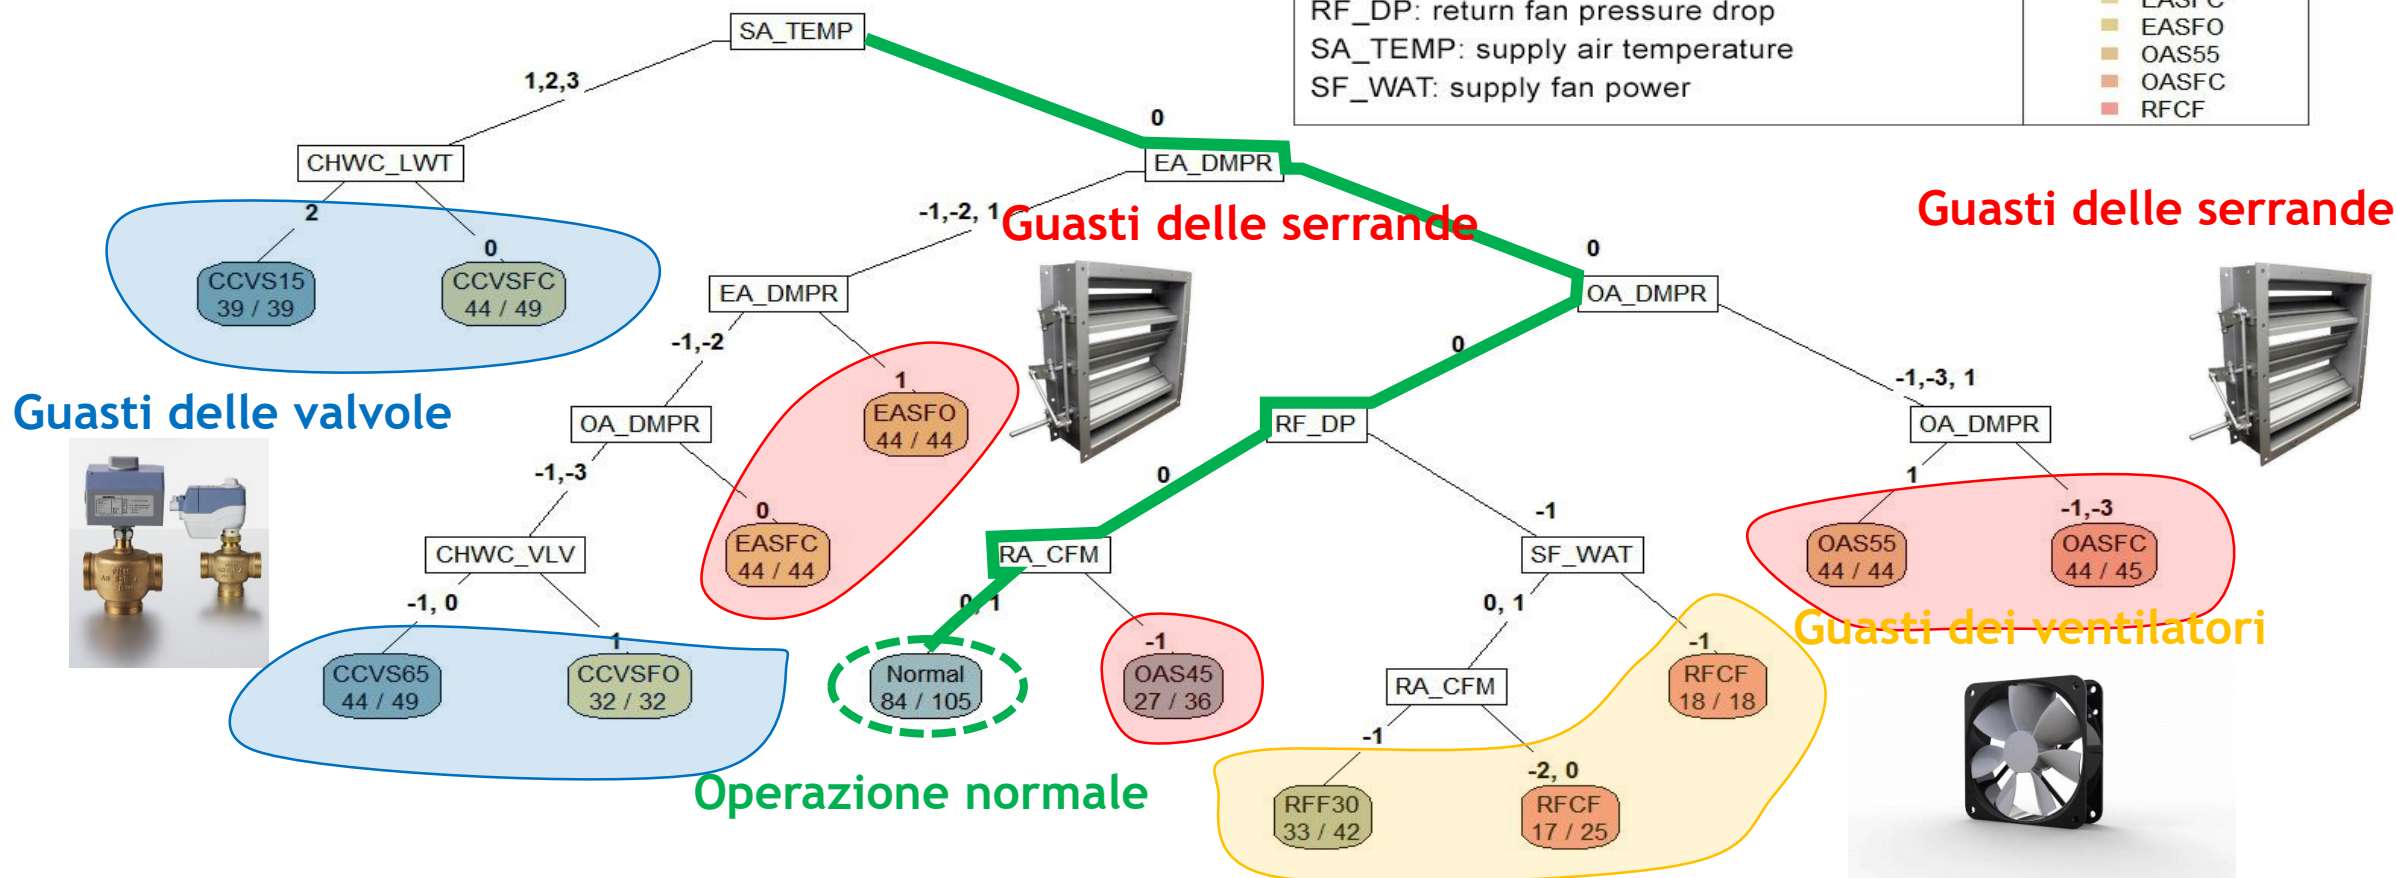 RF_DP: return fan pressure drop
SA_TEMP: supply air temperature
SF_WAT: supply fan power
EASFC
EASFO
OAS55
OASFC
RFCF
SA_TEMP
1,2,3
0
CHWC_LWT
EA_DMPR
2
0
-1,-2, 1
0
Guasti delle serrande
Guasti delle serrande
CCVS15
39 / 39
CCVSFC
44 / 49
EA_DMPR
OA_DMPR
-1,-2
1
0
-1,-3, 1
Guasti delle valvole
OA_DMPR
EASFO
44 / 44
RF_DP
OA_DMPR
-1,-3
0
0
-1
1
-1,-3
CHWC_VLV
EASFC
44 / 44
RA_CFM
SF_WAT
OAS55
44 / 44
OASFC
44 / 45
-1, 0
1
0, 1
-1
0, 1
-1
Guasti dei ventilatori
CCVS65
44 / 49
CCVSFO
32 / 32
Normal
84 / 105
OAS45
27 / 36
RA_CFM
RFCF
18 / 18
-1
-2, 0
Operazione normale
RFF30
33 / 42
RFCF
17 / 25